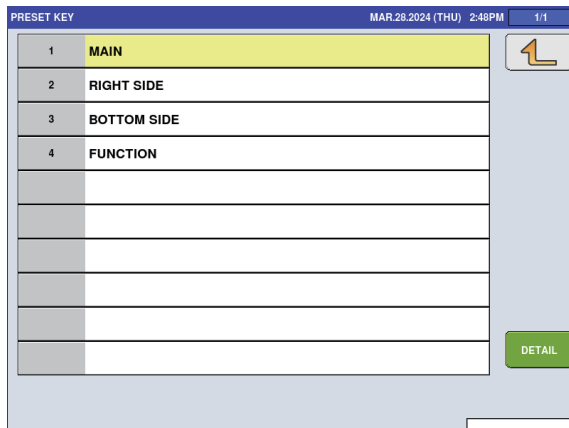 PRESET KEY MAR.28.2024 (THU) 2:48PM 1/1
1 MAIN
2 RIGHT SIDE
3 BOTTOM SIDE
4 FUNCTION
DETAIL